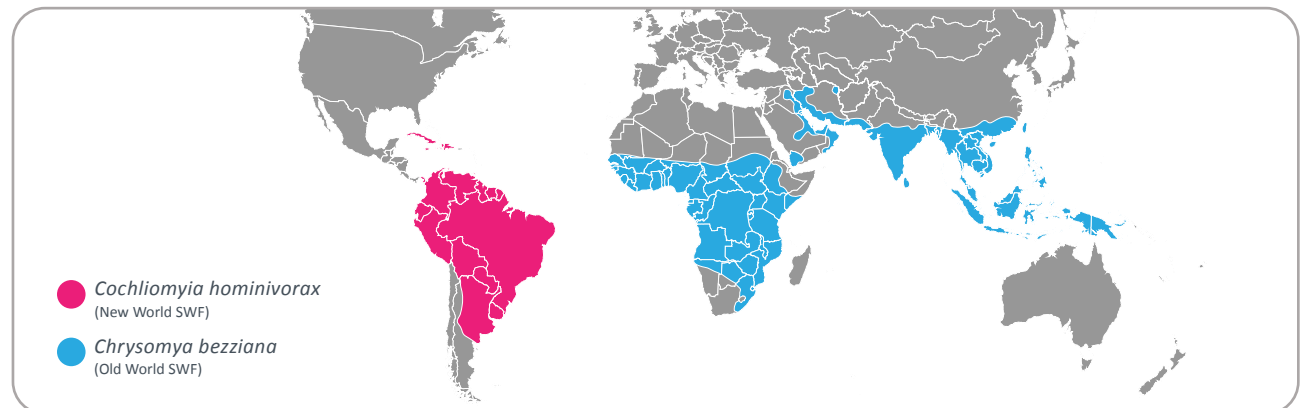 Cochliomyia hominivorax
(New World SWF)
Chrysomya bezziana
(Old World SWF)